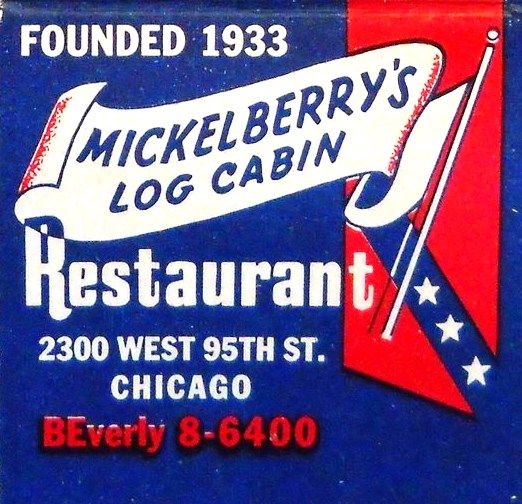 FOUNDED 1933
MICKELBERRY'S
LOG CABIN
Restaurant
2300 WEST 95TH ST.
CHICAGO
BEverly 8-6400